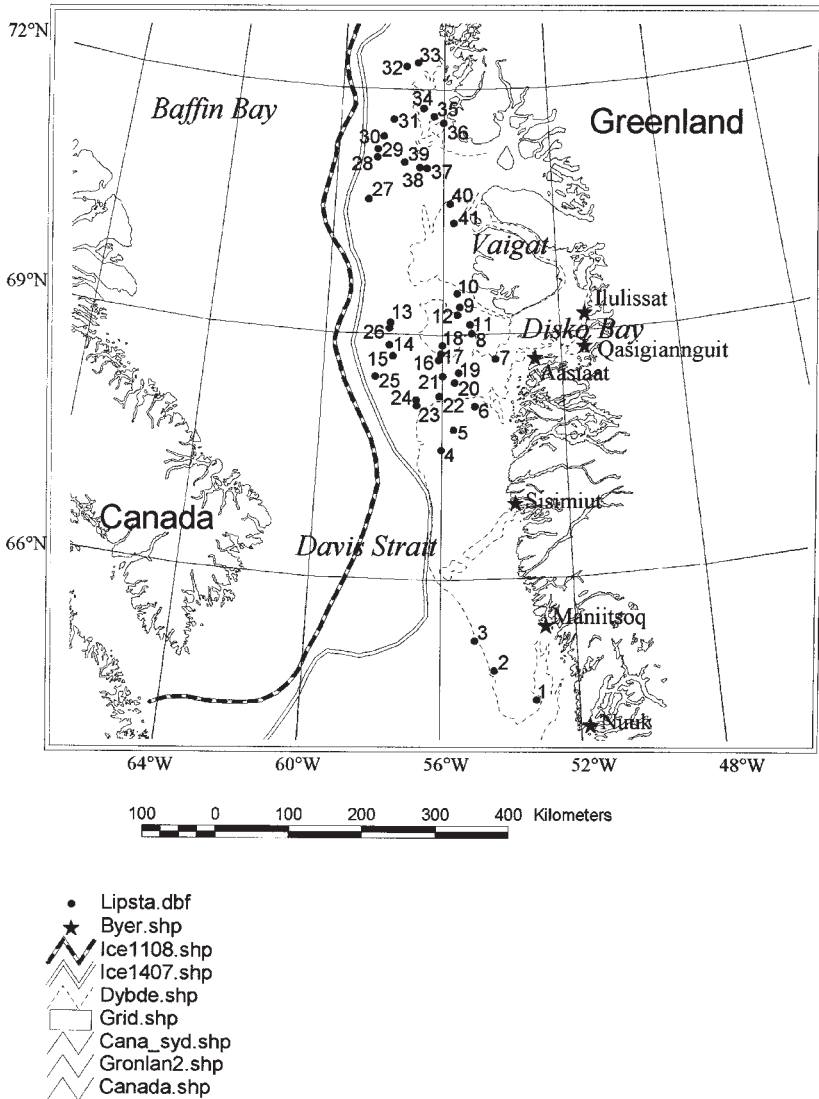 72°N
33
32
34
35
Baffin Bay
31
Greenland
36
30
29
39
28
38
37
27
40
41
Vaigat
69°N
10
Ilulissat
9
13
12
11
Disko Bay
26
8
18
14
Qasigiannguit
17
7
15
16
Aasiaat
19
25
21
20
24
22
6
23
5
4
Sisimiut
Canada
Davis Strait
66°N
Maniitsoq
3
2
1
Nuuk
64°W 60°W 56°W 52°W 48°W
100 0 100 200 300 400 Kilometers
Lipsta.dbf
Byer.shp
Ice1108.shp
Ice1407.shp
Dybde.shp
Grid.shp
Cana_syd.shp
Gronlan2.shp
Canada.shp